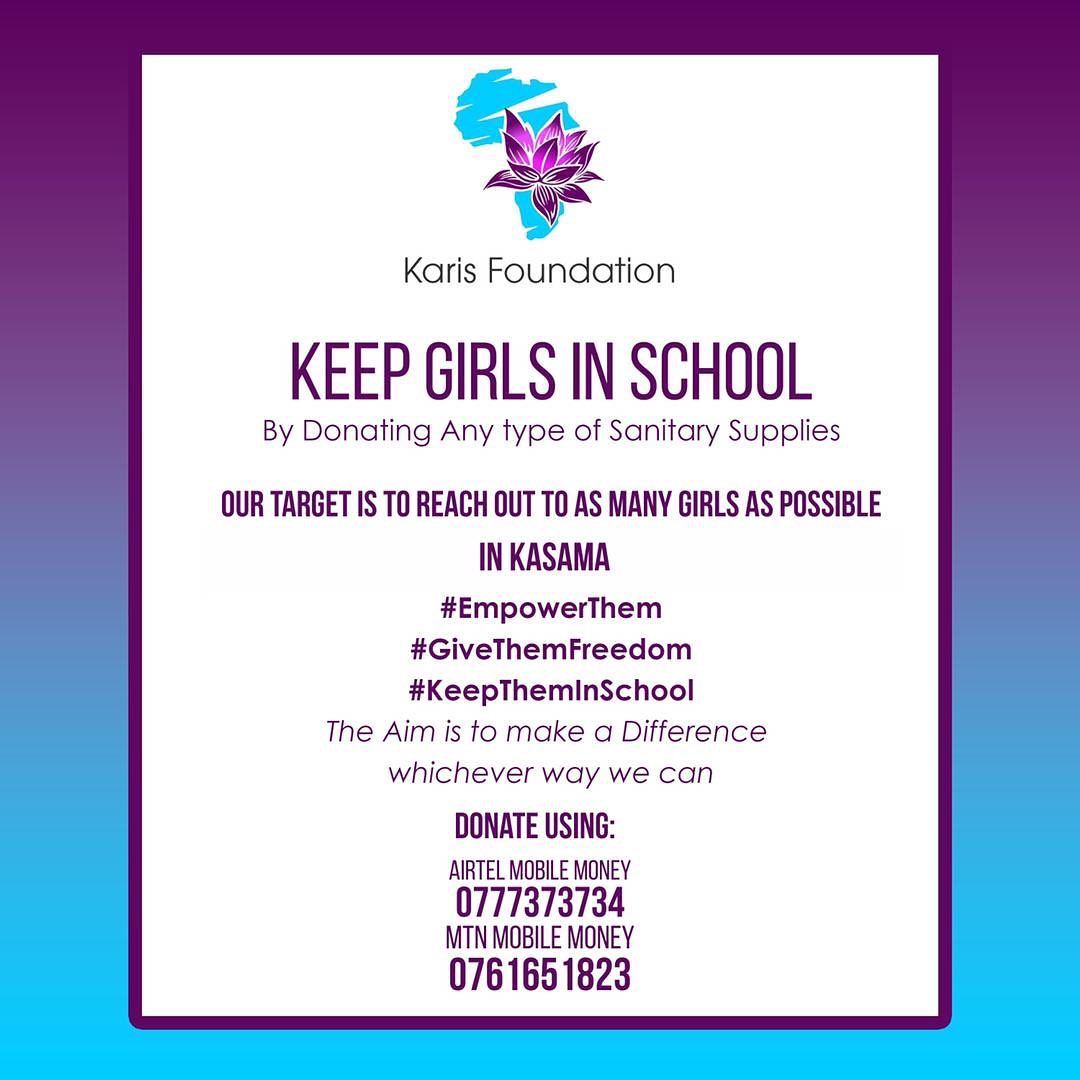 Karis Foundation
KEEP GIRLS IN SCHOOL
By Donating Any type of Sanitary Supplies
OUR TARGET IS TO REACH OUT TO AS MANY GIRLS AS POSSIBLE
IN KASAMA
#EmpowerThem
#GiveThemFreedom
#KeepThemInSchool
The Aim is to make a Difference
whichever way we can
DONATE USING:
AIRTEL MOBILE MONEY
0777373734
MTN MOBILE MONEY
0761651823